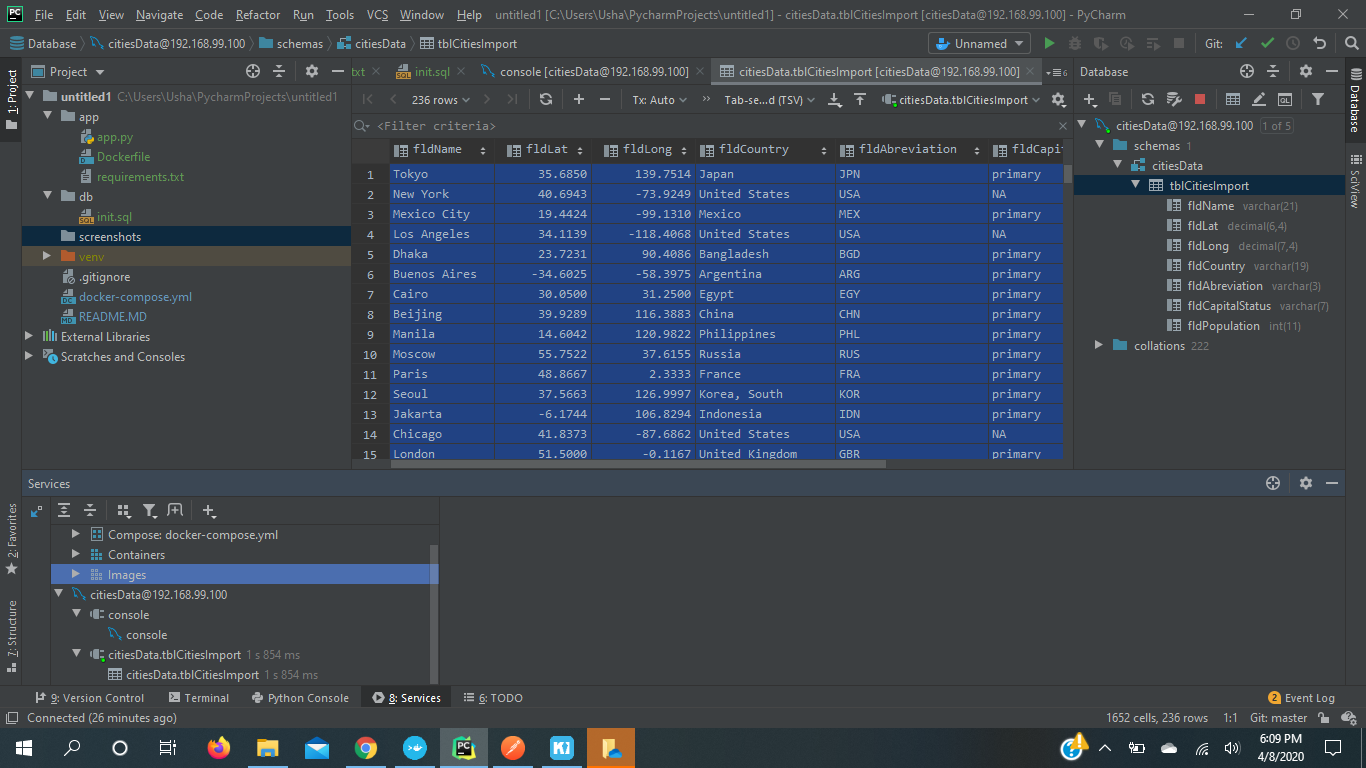 PC File Edit View Navigate Code Refactor Run Tools VCS Window Help untitled1 [C:\Users\Usha\PycharmProjects\untitled1] - citiesData.tblCitiesImport [citiesData@192.168.99.100] - PyCharm
Database citiesData@192.168.99.100 schemas citiesData tblCitiesImport Unnamed Git:
1: Project
2: Favorites
7: Structure
Project
untitled1 C:\Users\Usha\PycharmProjects\untitled1
app
app.py
Dockerfile
requirements.txt
db
init.sql
screenshots
venv
.gitignore
docker-compose.yml
README.MD
External Libraries
Scratches and Consoles
txt init.sql console [citiesData@192.168.99.100] citiesData.tblCitiesImport [citiesData@192.168.99.100] 6
236 rows Tx: Auto Tab-se...d (TSV) citiesData.tblCitiesImport
<Filter criteria>
fldName fldLat fldLong fldCountry fldAbreviation fldCapit
1 Tokyo 35.6850 139.7514 Japan JPN primary
2 New York 40.6943 -73.9249 United States USA NA
3 Mexico City 19.4424 -99.1310 Mexico MEX primary
4 Los Angeles 34.1139 -118.4068 United States USA NA
5 Dhaka 23.7231 90.4086 Bangladesh BGD primary
6 Buenos Aires -34.6025 -58.3975 Argentina ARG primary
7 Cairo 30.0500 31.2500 Egypt EGY primary
8 Beijing 39.9289 116.3883 China CHN primary
9 Manila 14.6042 120.9822 Philippines PHL primary
10 Moscow 55.7522 37.6155 Russia RUS primary
11 Paris 48.8667 2.3333 France FRA primary
12 Seoul 37.5663 126.9997 Korea, South KOR primary
13 Jakarta -6.1744 106.8294 Indonesia IDN primary
14 Chicago 41.8373 -87.6862 United States USA NA
15 London 51.5000 -0.1167 United Kingdom GBR primary
Database
QL
citiesData@192.168.99.100 1 of 5
schemas 1
citiesData
tblCitiesImport
fldName varchar(21)
fldLat decimal(6,4)
fldLong decimal(7,4)
fldCountry varchar(19)
fldAbreviation varchar(3)
fldCapitalStatus varchar(7)
fldPopulation int(11)
collations 222
Database
SciView
Services
Compose: docker-compose.yml
Containers
Images
citiesData@192.168.99.100
console
console
citiesData.tblCitiesImport 1 s 854 ms
citiesData.tblCitiesImport 1 s 854 ms
9: Version Control Terminal Python Console 8: Services 6: TODO 2 Event Log
Connected (26 minutes ago) 1652 cells, 236 rows 1:1 Git: master
PC
6:09 PM
4/8/2020